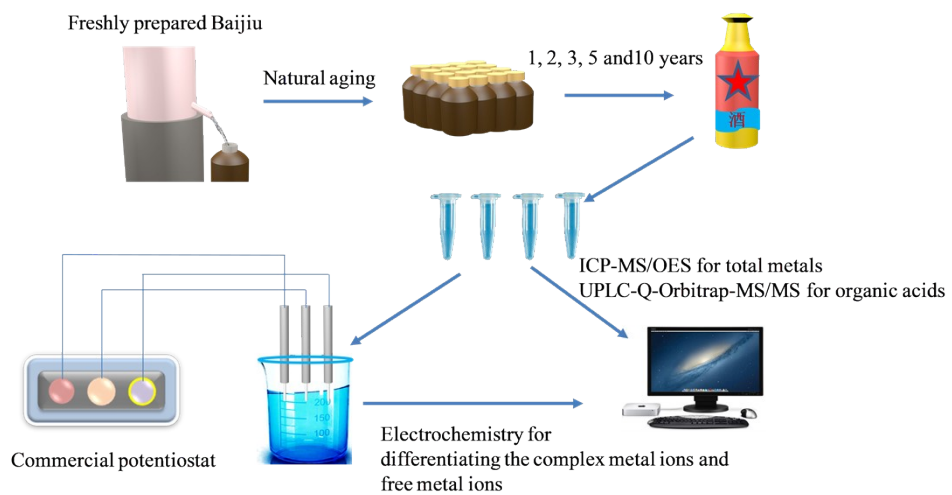 Freshly prepared Baijiu
Natural aging
1, 2, 3, 5 and10 years
酒
ICP-MS/OES for total metals
UPLC-Q-Orbitrap-MS/MS for organic acids
200
150
100
Commercial potentiostat
Electrochemistry for
differentiating the complex metal ions and
free metal ions